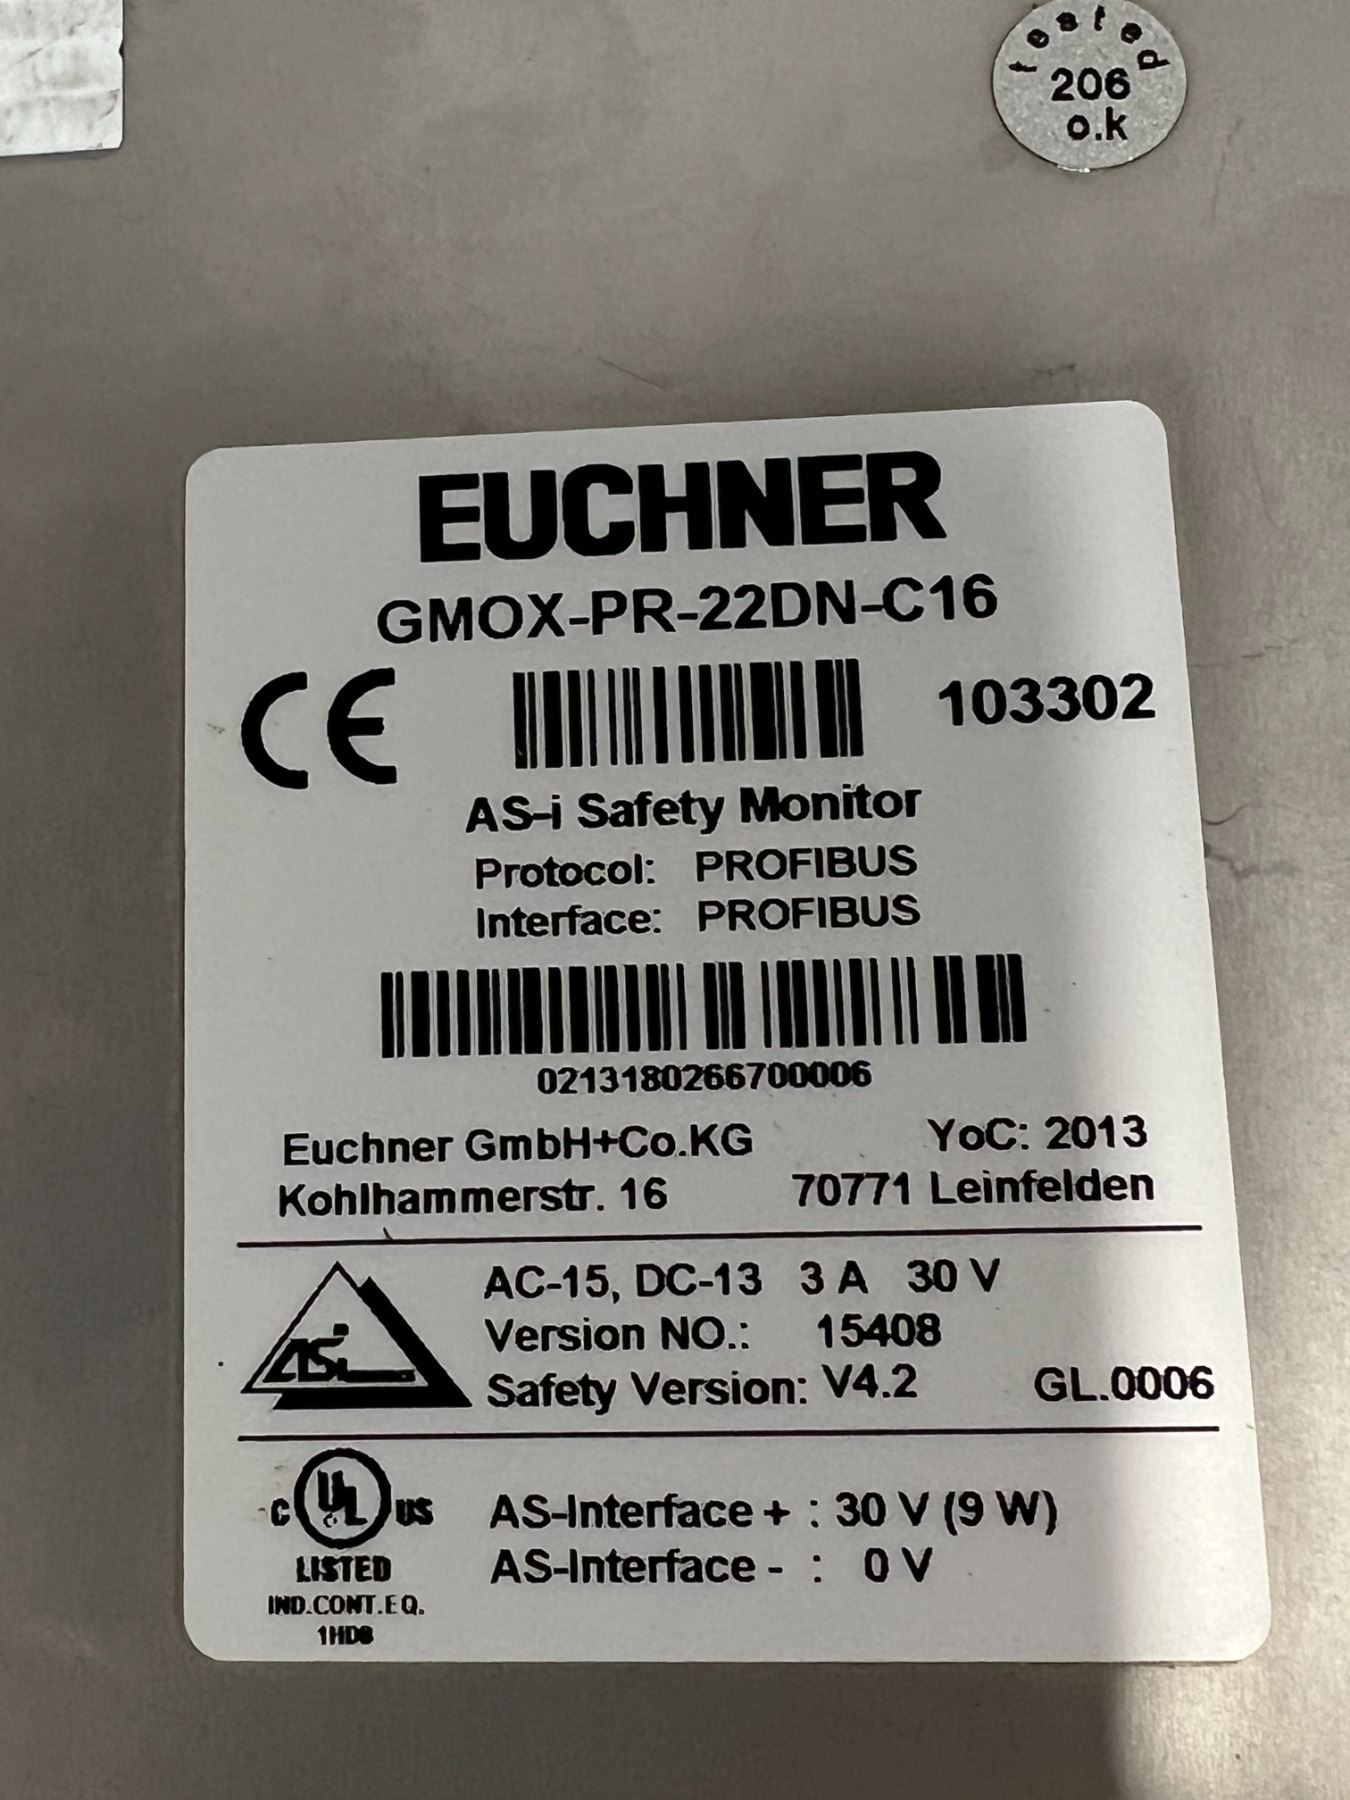 tested
206
o.k
EUCHNER
GMOX-PR-22DN-C16
CE
103302
AS-i Safety Monitor
Protocol: PROFIBUS
Interface: PROFIBUS
0213180266700006
Euchner GmbH+Co.KG YoC: 2013
Kohlhammerstr. 16 70771 Leinfelden
ASi
AC-15, DC-13 3 A 30 V
Version NO.: 15408
Safety Version: V4.2 GL.0006
C UL US
LISTED
IND.CONT.EQ.
AS-Interface + : 30 V (9 W)
AS-Interface - : 0 V